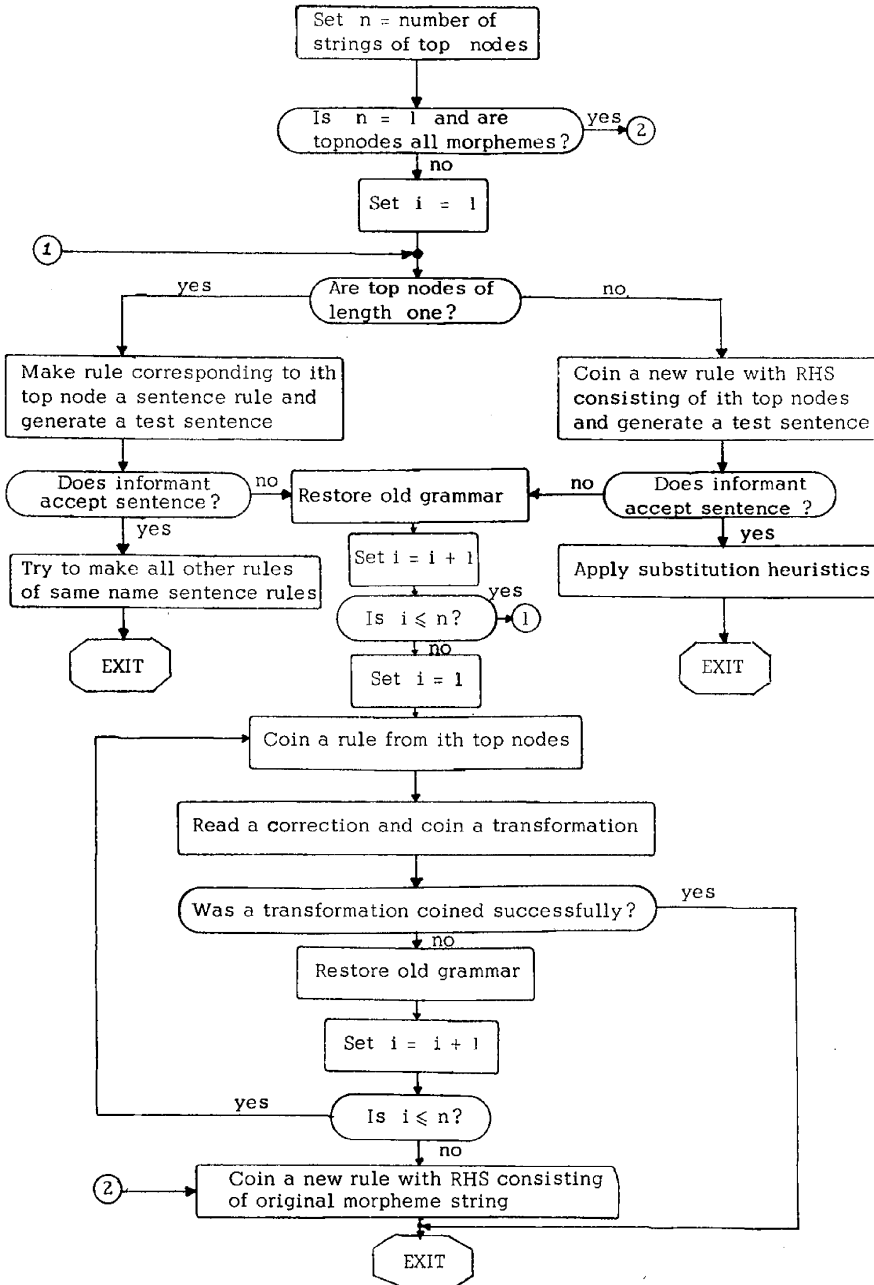 Set n = number of
strings of top nodes
Is n = 1 and are
topnodes all morphemes?
yes
2
no
Set i = 1
1
yes
Are top nodes of
length one?
no
Make rule corresponding to ith
top node a sentence rule and
generate a test sentence
Coin a new rule with RHS
consisting of ith top nodes
and generate a test sentence
Does informant
accept sentence?
no
Restore old grammar
no
Does informant
accept sentence ?
yes
yes
Try to make all other rules
of same name sentence rules
Set i = i + 1
Apply substitution heuristics
yes
Is i ⩽ n?
1
no
EXIT
EXIT
Set i = 1
Coin a rule from ith top nodes
Read a correction and coin a transformation
Was a transformation coined successfully?
yes
no
Restore old grammar
Set i = i + 1
yes
Is i ⩽ n?
no
2
Coin a new rule with RHS consisting
of original morpheme string
EXIT